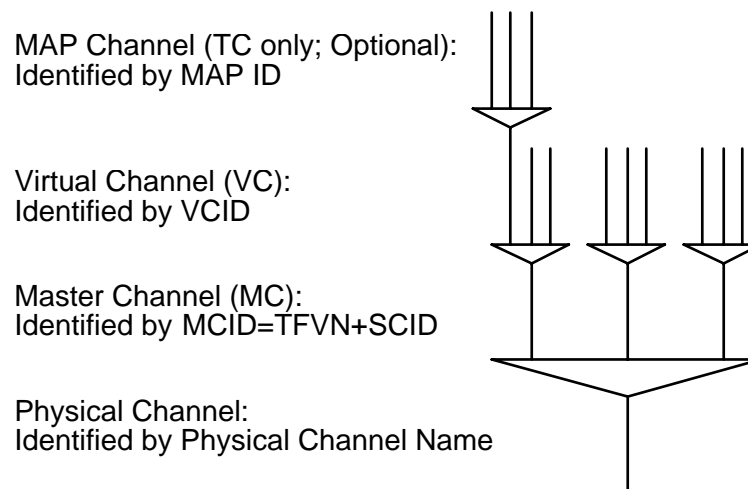 MAP Channel (TC only; Optional):
Identified by MAP ID
Virtual Channel (VC):
Identified by VCID
Master Channel (MC):
Identified by MCID=TFVN+SCID
Physical Channel:
Identified by Physical Channel Name